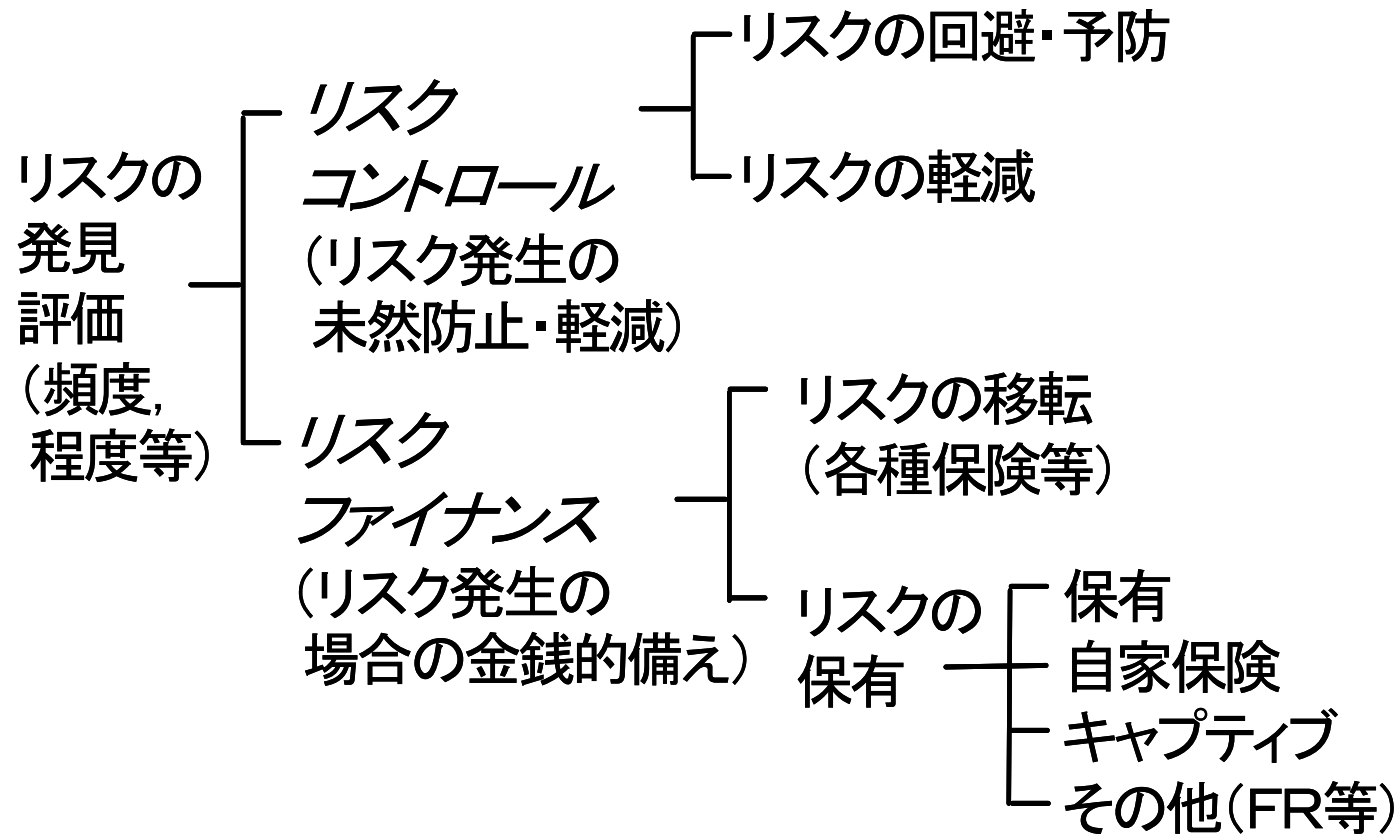 リスクの
発見
評価
(頻度,
程度等)
リスク
コントロール
(リスク発生の
未然防止・軽減)
リスクの回避・予防
リスクの軽減
リスク
ファイナンス
(リスク発生の
場合の金銭的備え)
リスクの移転
(各種保険等)
リスクの
保有
保有
自家保険
キャプティブ
その他(FR等)